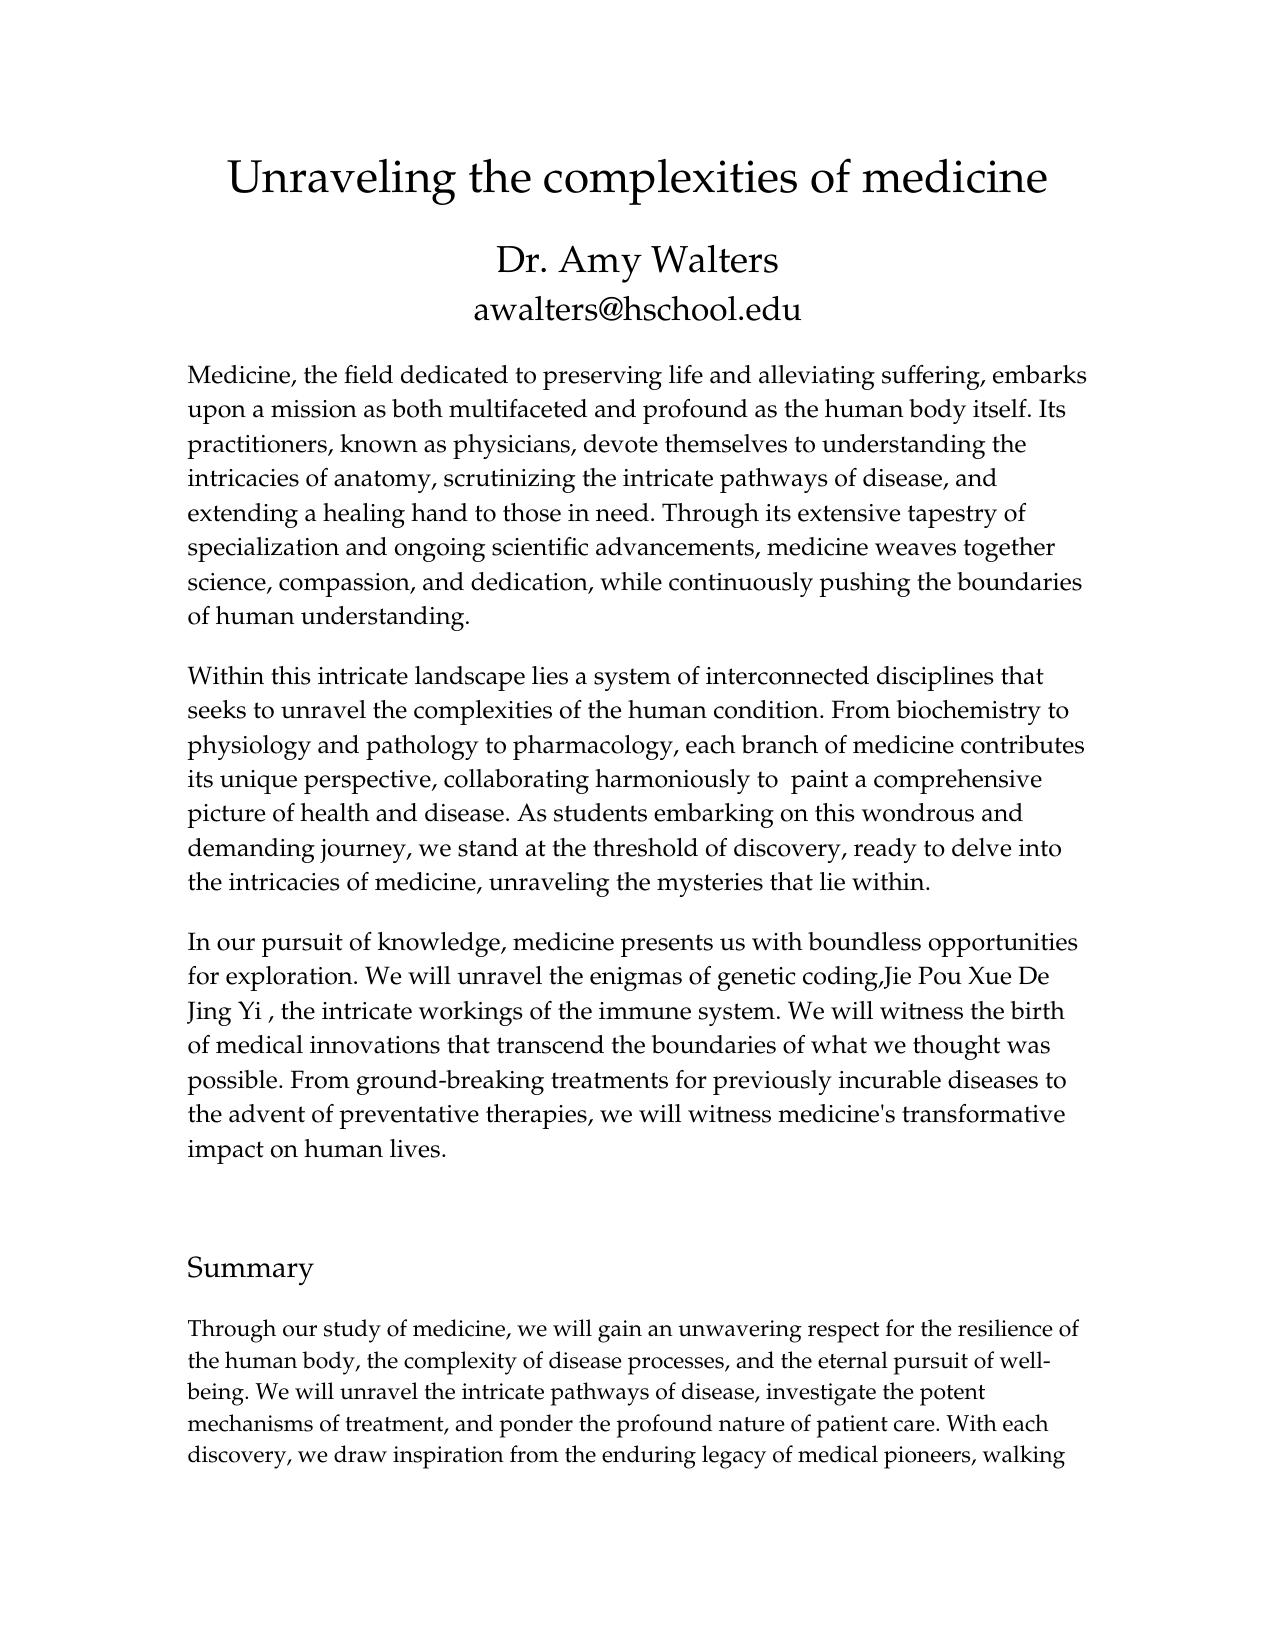 Unraveling the complexities of medicine
Dr. Amy Walters
awalters@hschool.edu
Medicine, the field dedicated to preserving life and alleviating suffering, embarks
upon a mission as both multifaceted and profound as the human body itself. Its
practitioners, known as physicians, devote themselves to understanding the
intricacies of anatomy, scrutinizing the intricate pathways of disease, and
extending a healing hand to those in need. Through its extensive tapestry of
specialization and ongoing scientific advancements, medicine weaves together
science, compassion, and dedication, while continuously pushing the boundaries
of human understanding.
Within this intricate landscape lies a system of interconnected disciplines that
seeks to unravel the complexities of the human condition. From biochemistry to
physiology and pathology to pharmacology, each branch of medicine contributes
its unique perspective, collaborating harmoniously to  paint a comprehensive
picture of health and disease. As students embarking on this wondrous and
demanding journey, we stand at the threshold of discovery, ready to delve into
the intricacies of medicine, unraveling the mysteries that lie within.
In our pursuit of knowledge, medicine presents us with boundless opportunities
for exploration. We will unravel the enigmas of genetic coding,Jie Pou Xue De
Jing Yi , the intricate workings of the immune system. We will witness the birth
of medical innovations that transcend the boundaries of what we thought was
possible. From ground-breaking treatments for previously incurable diseases to
the advent of preventative therapies, we will witness medicine's transformative
impact on human lives.
Summary
Through our study of medicine, we will gain an unwavering respect for the resilience of
the human body, the complexity of disease processes, and the eternal pursuit of well-
being. We will unravel the intricate pathways of disease, investigate the potent
mechanisms of treatment, and ponder the profound nature of patient care. With each
discovery, we draw inspiration from the enduring legacy of medical pioneers, walking